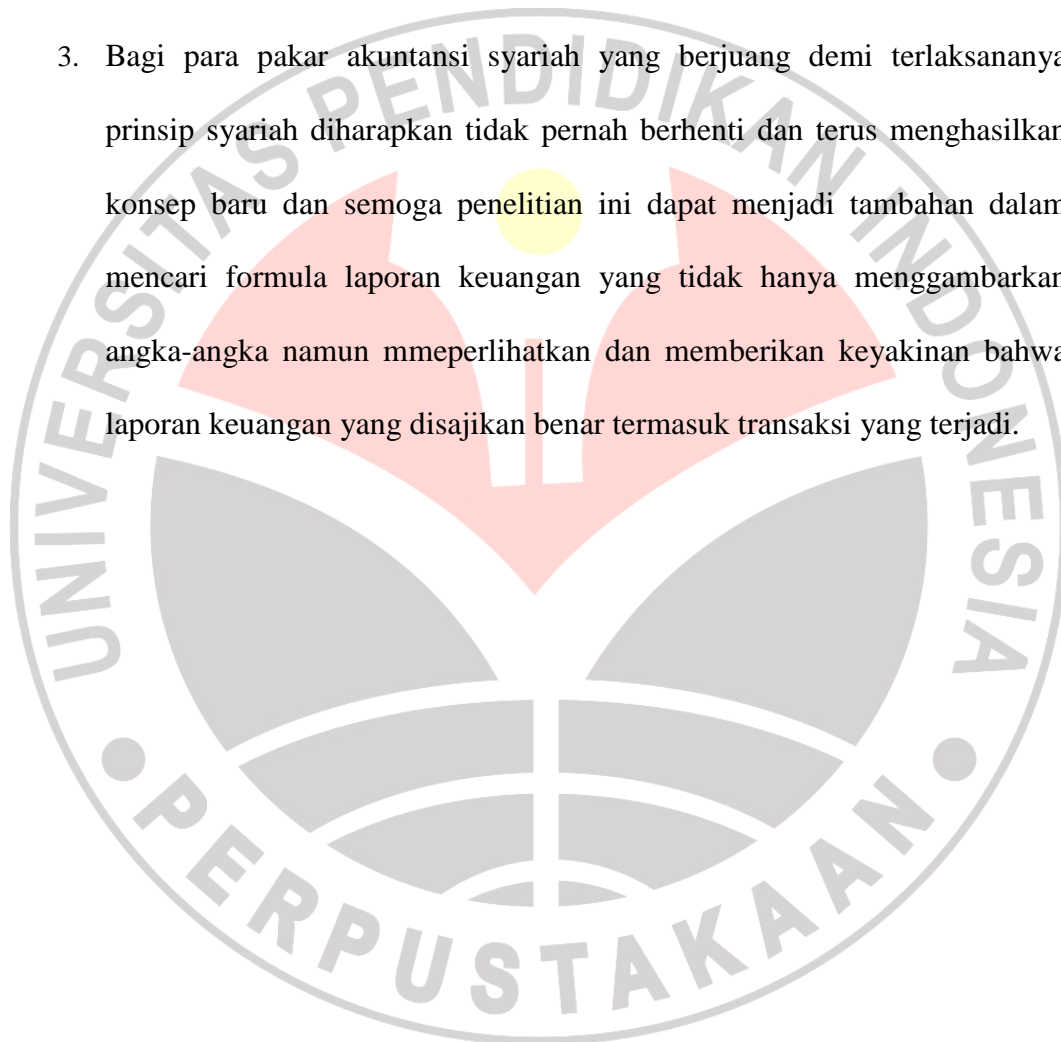 3. Bagi para pakar akuntansi syariah yang berjuang demi terlaksananya
prinsip syariah diharapkan tidak pernah berhenti dan terus menghasilkan
konsep baru dan semoga penelitian ini dapat menjadi tambahan dalam
mencari formula laporan keuangan yang tidak hanya menggambarkan
angka-angka namun mmeperlihatkan dan memberikan keyakinan bahwa
laporan keuangan yang disajikan benar termasuk transaksi yang terjadi.
UNIVERSITAS PENDIDIKAN INDONESIA
PERPUSTAKAAN